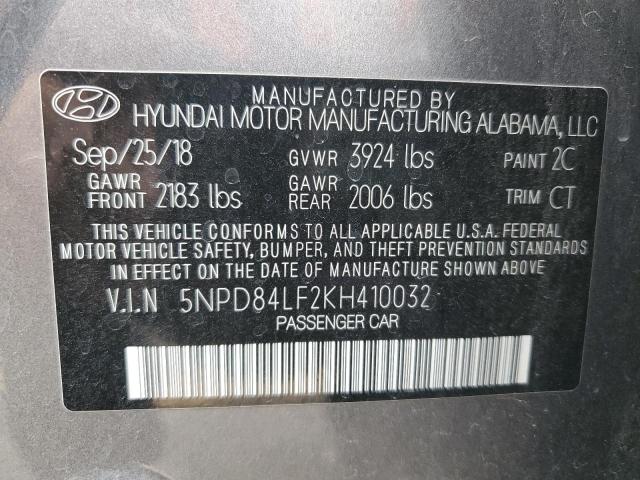 MANUFACTURED BY
HYUNDAI MOTOR MANUFACTURING ALABAMA, LLC
Sep/25/18 GVWR 3924 lbs PAINT 2C
GAWR FRONT 2183 lbs GAWR REAR 2006 lbs TRIM CT
THIS VEHICLE CONFORMS TO ALL APPLICABLE U.S.A. FEDERAL
MOTOR VEHICLE SAFETY, BUMPER, AND THEFT PREVENTION STANDARDS
IN EFFECT ON THE DATE OF MANUFACTURE SHOWN ABOVE.
V.I.N 5NPD84LF2KH410032
PASSENGER CAR